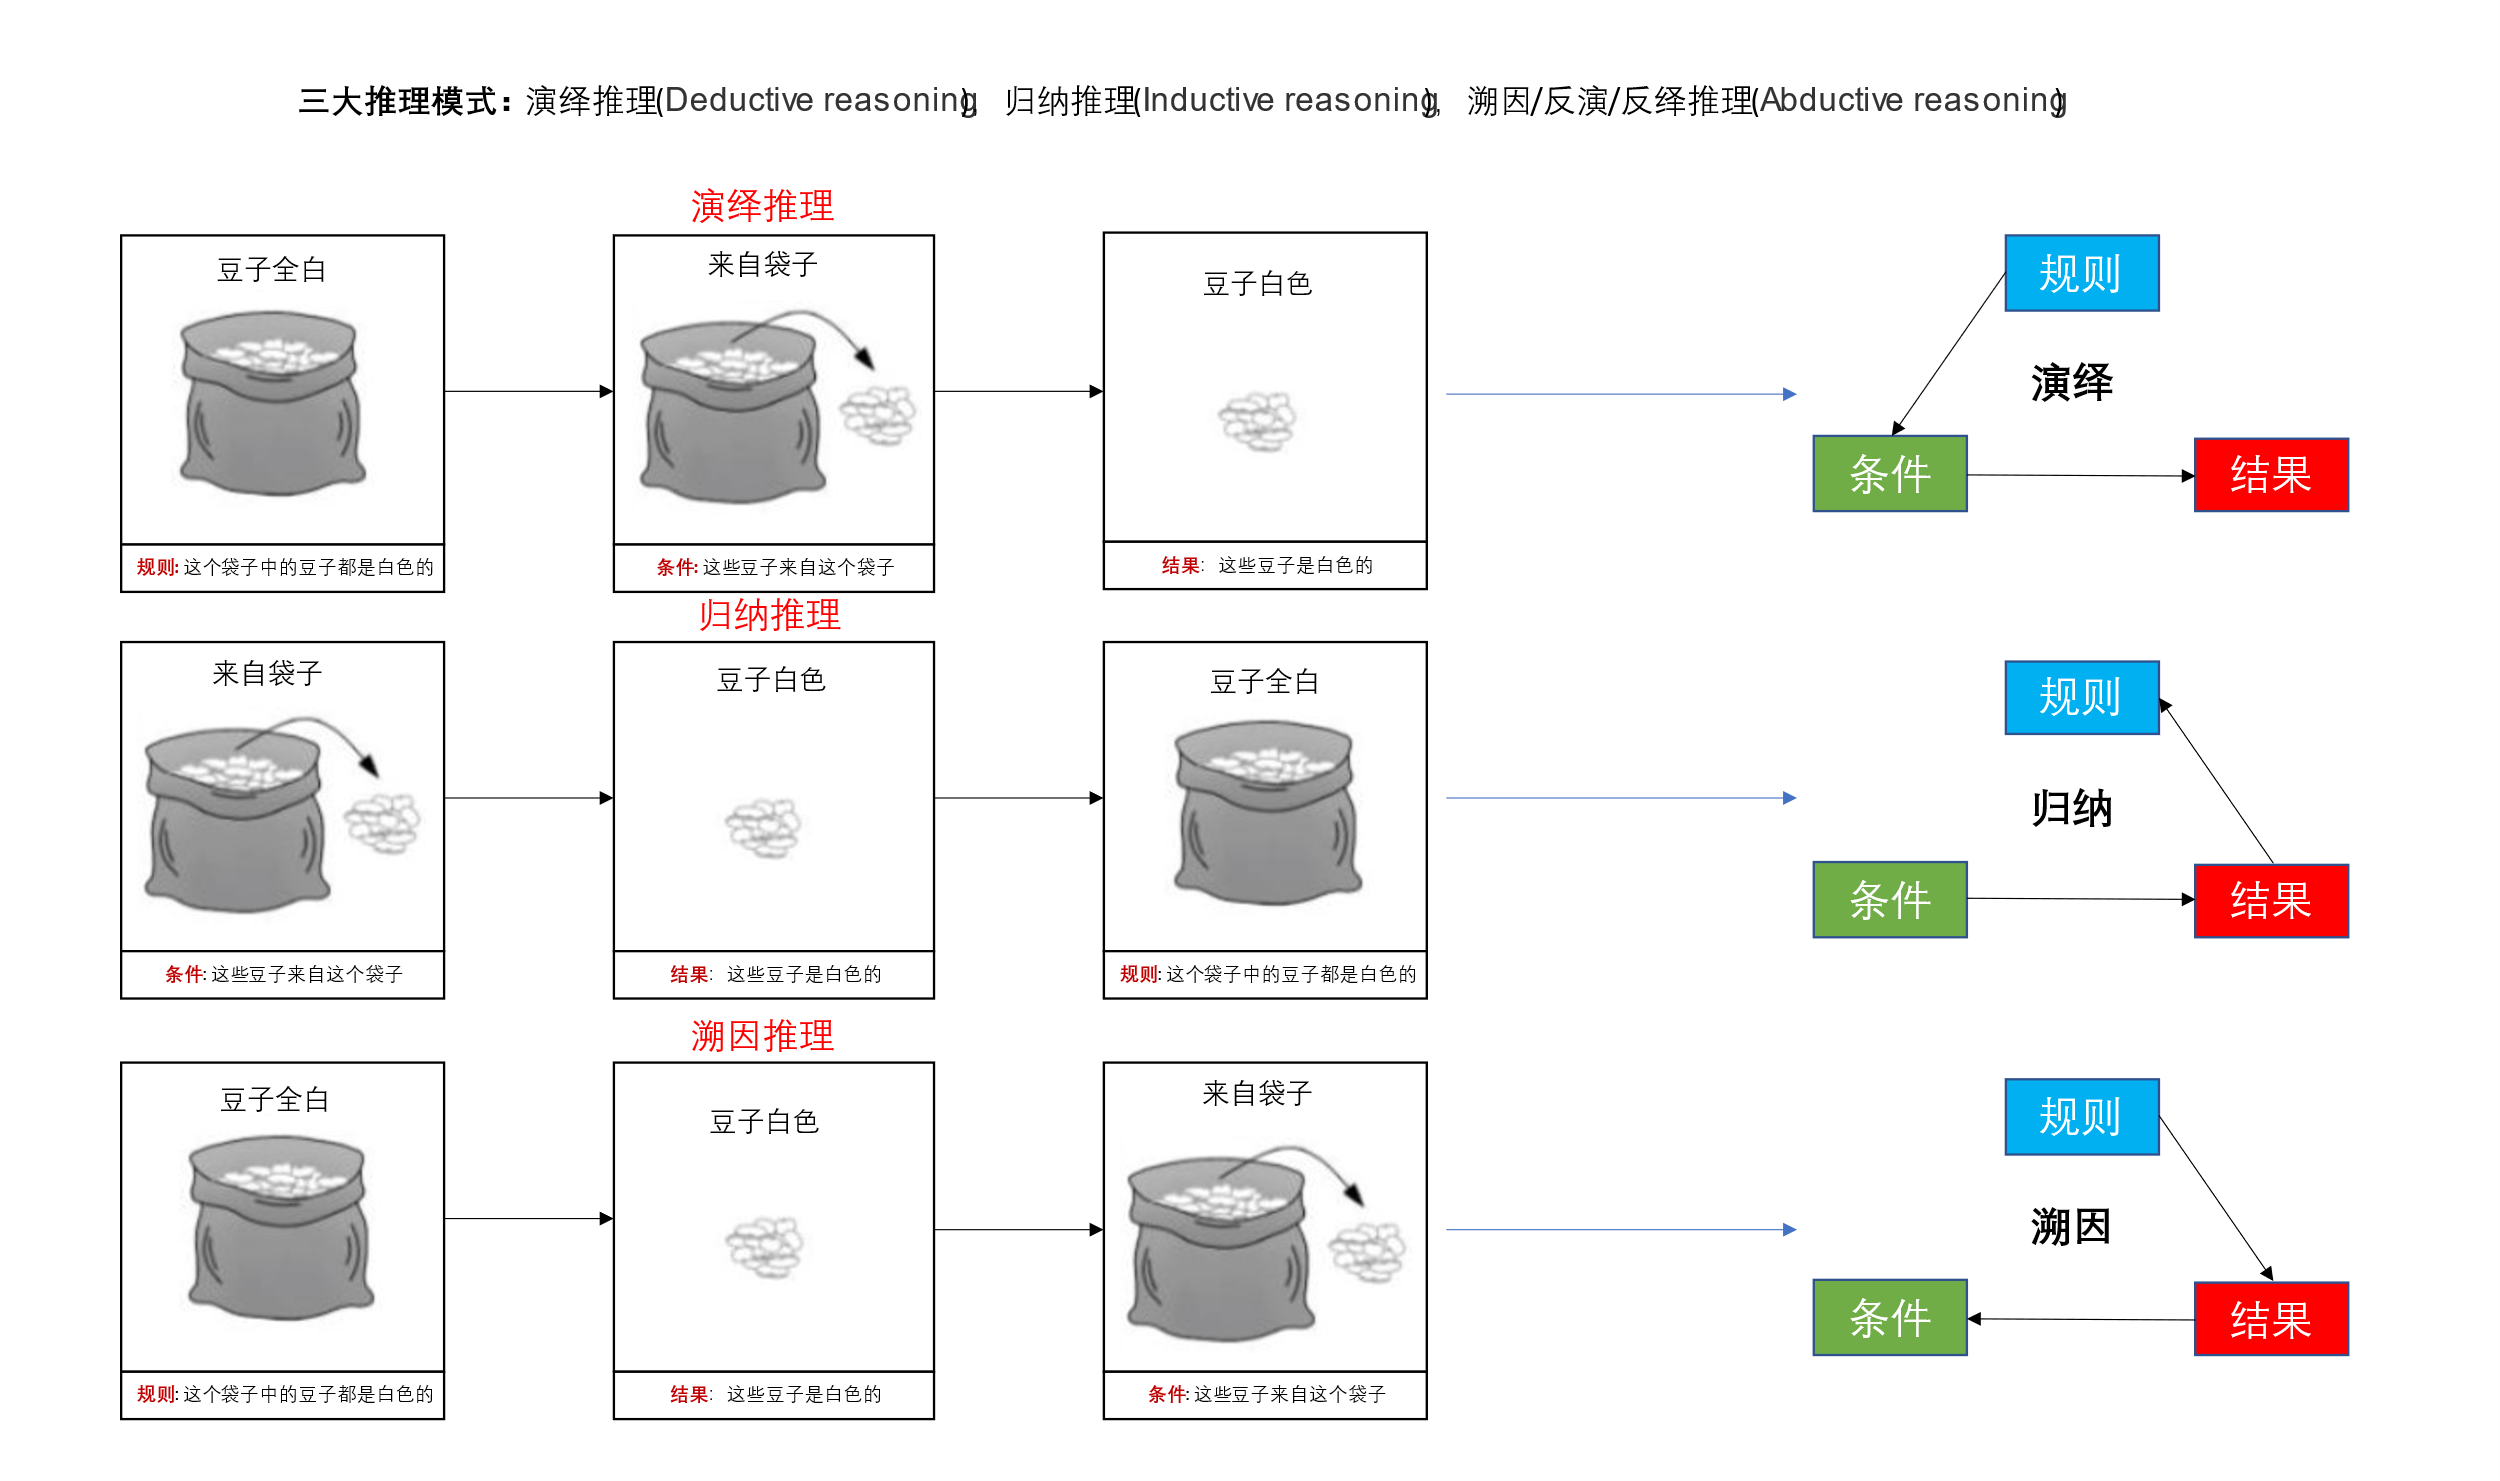 三大推理模式：演绎推理(Deductive reasoning)， 归纳推理(Inductive reasoning)， 溯因/反演/反绎推理(Abductive reasoning)
演绎推理
豆子全白
来自袋子
豆子白色
规则：这个袋子中的豆子都是白色的
条件：这些豆子来自这个袋子
结果： 这些豆子是白色的
规则
演绎
条件
结果
归纳推理
来自袋子
豆子白色
豆子全白
条件：这些豆子来自这个袋子
结果： 这些豆子是白色的
规则：这个袋子中的豆子都是白色的
规则
归纳
条件
结果
溯因推理
豆子全白
豆子白色
来自袋子
规则：这个袋子中的豆子都是白色的
结果： 这些豆子是白色的
条件：这些豆子来自这个袋子
规则
溯因
条件
结果